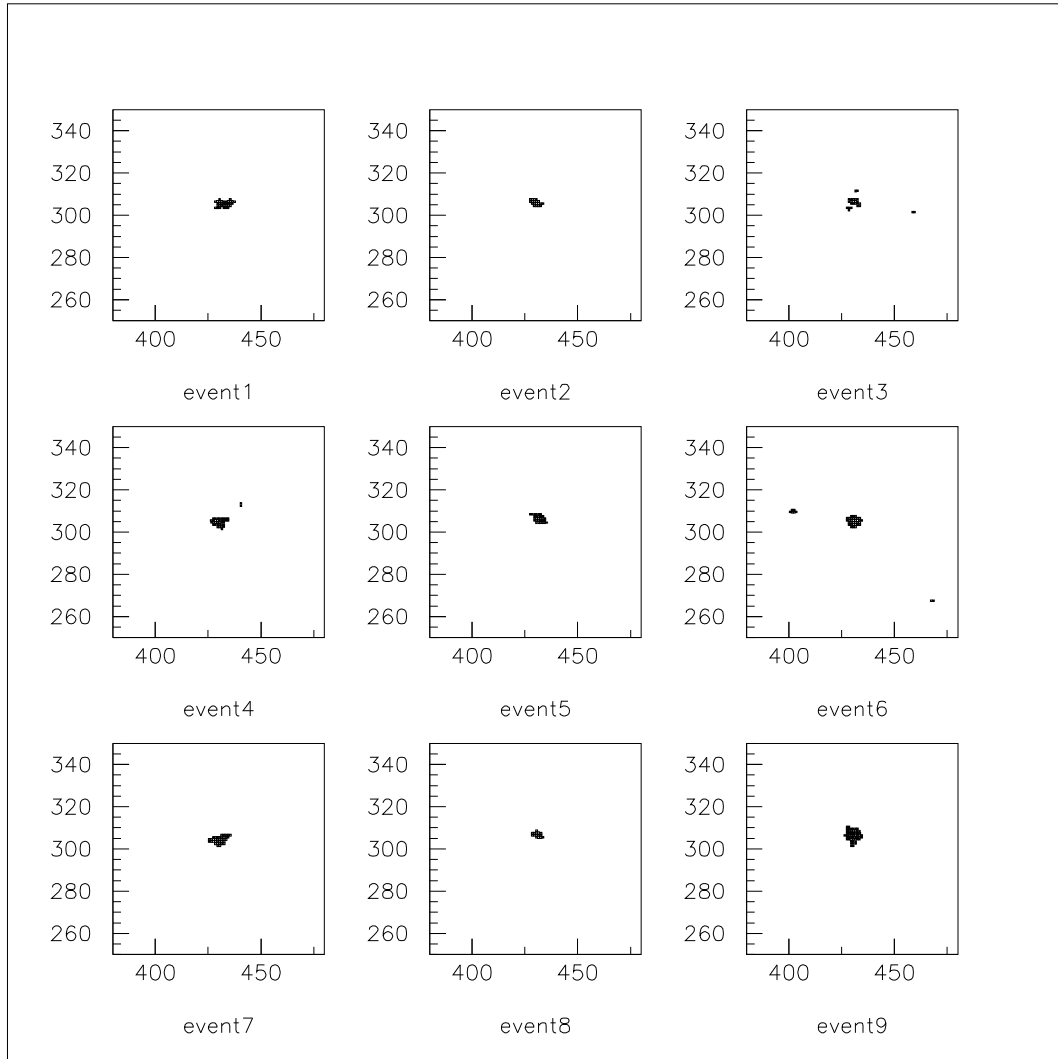 340 340 340
320 320 320
300 300 300
280 280 280
260 260 260
400 450 400 450 400 450
event1 event2 event3
340 340 340
320 320 320
300 300 300
280 280 280
260 260 260
400 450 400 450 400 450
event4 event5 event6
340 340 340
320 320 320
300 300 300
280 280 280
260 260 260
400 450 400 450 400 450
event7 event8 event9